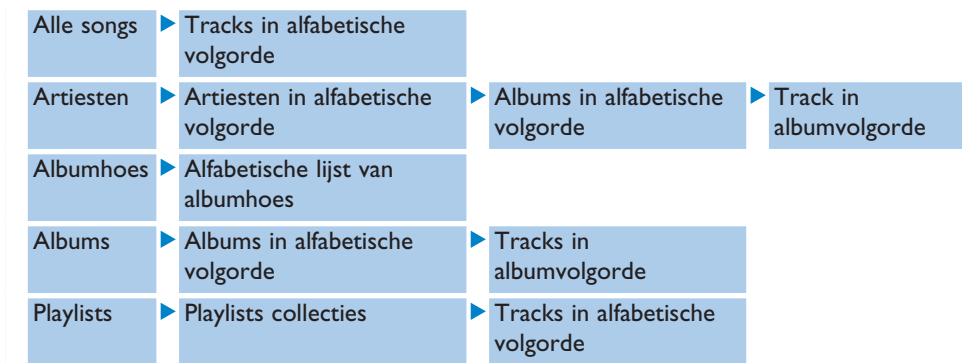 Alle songs
Tracks in alfabetische
volgorde
Artiesten
Artiesten in alfabetische
volgorde
Albums in alfabetische
volgorde
Track in
albumvolgorde
Albumhoes
Alfabetische lijst van
albumhoes
Albums
Albums in alfabetische
volgorde
Tracks in
albumvolgorde
Playlists
Playlists collecties
Tracks in alfabetische
volgorde